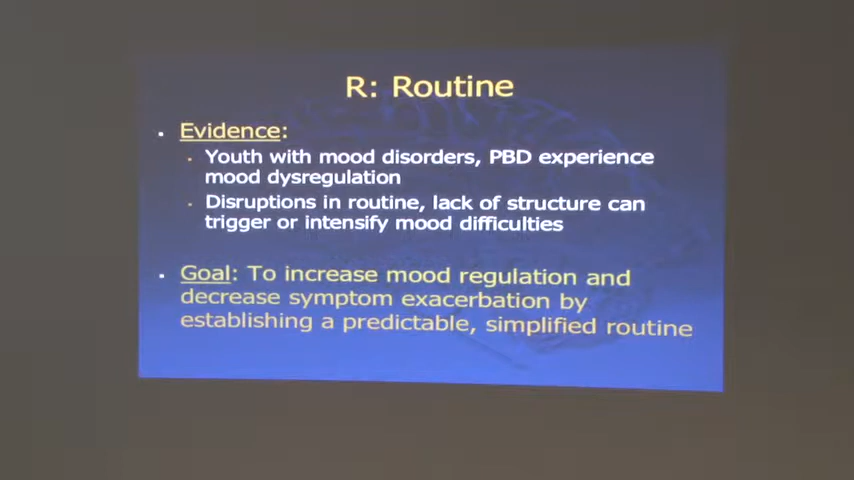 R: Routine
Evidence:
Youth with mood disorders, PBD experience
mood dysregulation
Disruptions in routine, lack of structure can
trigger or intensify mood difficulties
Goal: To increase mood regulation and
decrease symptom exacerbation by
establishing a predictable, simplified routine